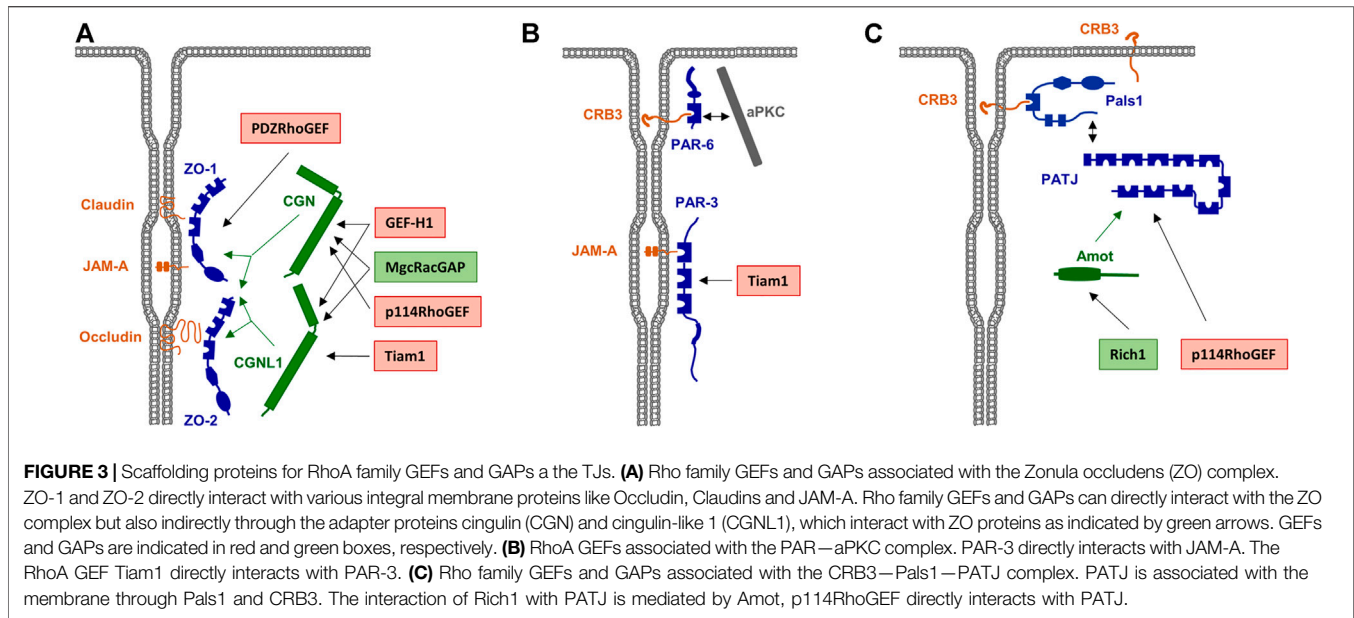 A
PDZRhoGEF
ZO-1
CGN
Claudin
GEF-H1
JAM-A
MgcRacGAP
p114RhoGEF
Occludin
CGNL1
Tiam1
ZO-2
B
CRB3
aPKC
PAR-6
PAR-3
JAM-A
Tiam1
C
CRB3
CRB3
Pals1
PATJ
Amot
Rich1
p114RhoGEF
FIGURE 3 | Scaffolding proteins for RhoA family GEFs and GAPs a the TJs. (A) Rho family GEFs and GAPs associated with the Zonula occludens (ZO) complex.
ZO-1 and ZO-2 directly interact with various integral membrane proteins like Occludin, Claudins and JAM-A. Rho family GEFs and GAPs can directly interact with the ZO
complex but also indirectly through the adapter proteins cingulin (CGN) and cingulin-like 1 (CGNL1), which interact with ZO proteins as indicated by green arrows. GEFs
and GAPs are indicated in red and green boxes, respectively. (B) RhoA GEFs associated with the PAR—aPKC complex. PAR-3 directly interacts with JAM-A. The
RhoA GEF Tiam1 directly interacts with PAR-3. (C) Rho family GEFs and GAPs associated with the CRB3—Pals1—PATJ complex. PATJ is associated with the
membrane through Pals1 and CRB3. The interaction of Rich1 with PATJ is mediated by Amot, p114RhoGEF directly interacts with PATJ.